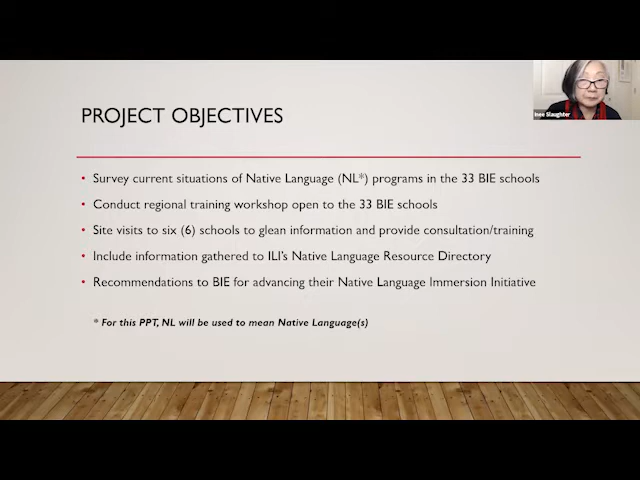 Inee Slaughter
PROJECT OBJECTIVES
• Survey current situations of Native Language (NL*) programs in the 33 BIE schools
• Conduct regional training workshop open to the 33 BIE schools
• Site visits to six (6) schools to glean information and provide consultation/training
• Include information gathered to ILI's Native Language Resource Directory
• Recommendations to BIE for advancing their Native Language Immersion Initiative
* For this PPT, NL will be used to mean Native Language(s)